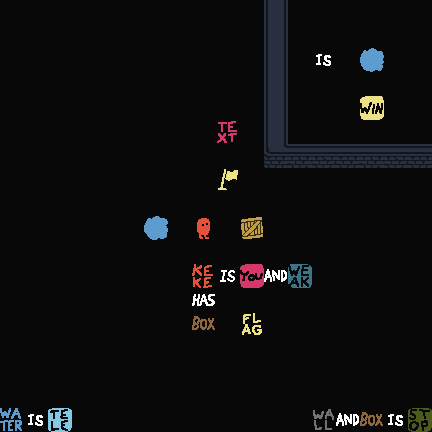 IS
WIN
TEXT
KEKE IS YOU AND WEAK
HAS
BOX FLAG
WATER IS TELE
WALL AND BOX IS STOP